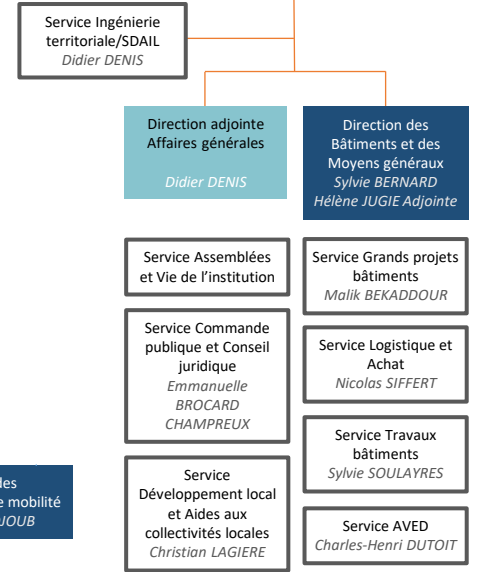 Service Ingénierie
territoriale/SDAIL
Didier DENIS
Direction adjointe
Affaires générales
Didier DENIS
Direction des
Bâtiments et des
Moyens généraux
Sylvie BERNARD
Hélène JUGIE Adjointe
Service Assemblées
et Vie de l’institution
Service Commande
publique et Conseil
juridique
Emmanuelle
BROCARD
CHAMPREUX
Service
Développement local
et Aides aux
collectivités locales
Christian LAGIERE
Service Grands projets
bâtiments
Malik BEKADDOUR
Service Logistique et
Achat
Nicolas SIFFERT
Service Travaux
bâtiments
Sylvie SOULAYRES
Service AVED
Charles-Henri DUTOIT
des
mobilité